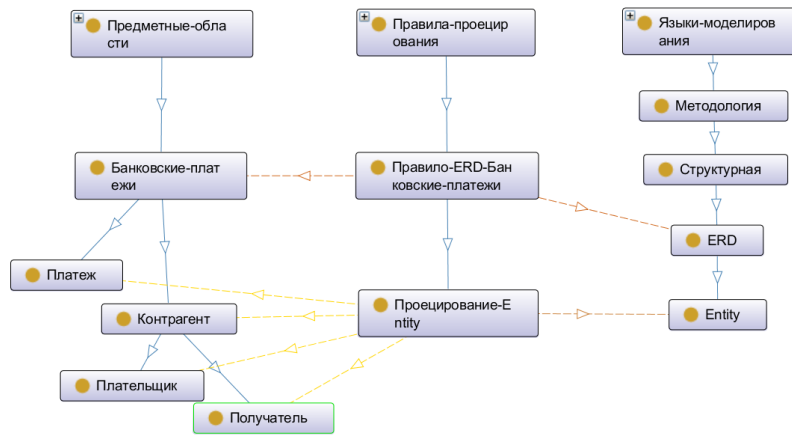 Предметные-обла
сти
Правила-проецир
ования
Языки-моделиров
ания
Методология
Банковские-плат
ежи
Правило-ERD-Бан
ковские-платежи
Структурная
ERD
Платеж
Контрагент
Проецирование-E
ntity
Entity
Плательщик
Получатель